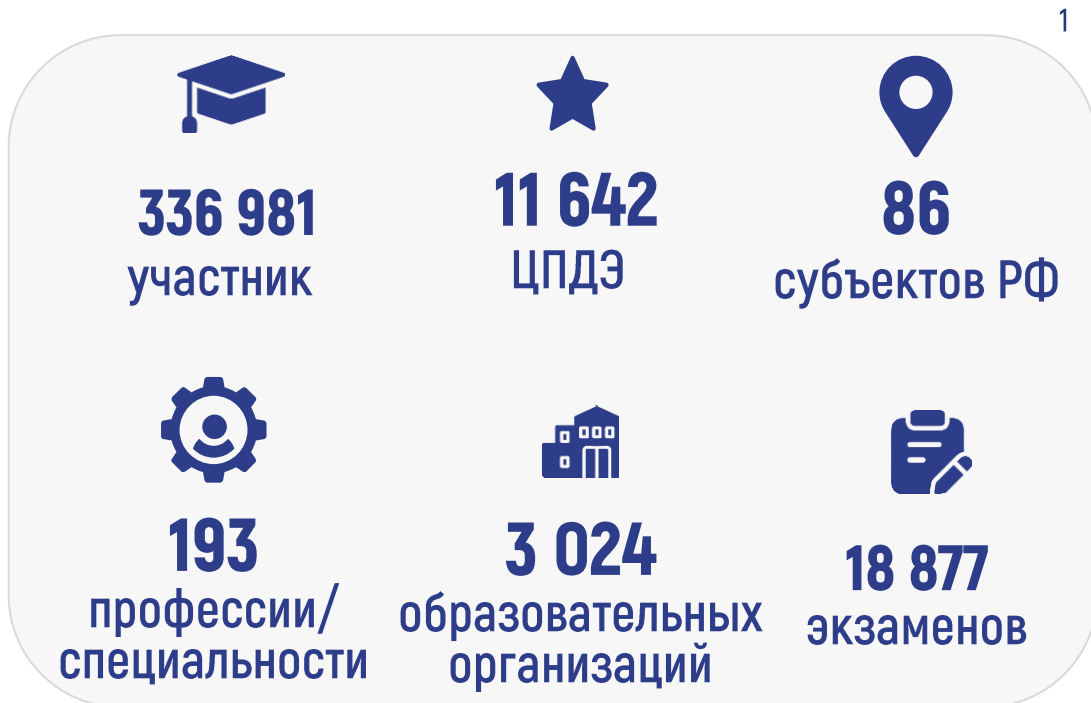 1
336 981
участник
11 642
ЦПДЭ
86
субъектов РФ
193
профессии/
специальности
3 024
образовательных
организаций
18 877
экзаменов